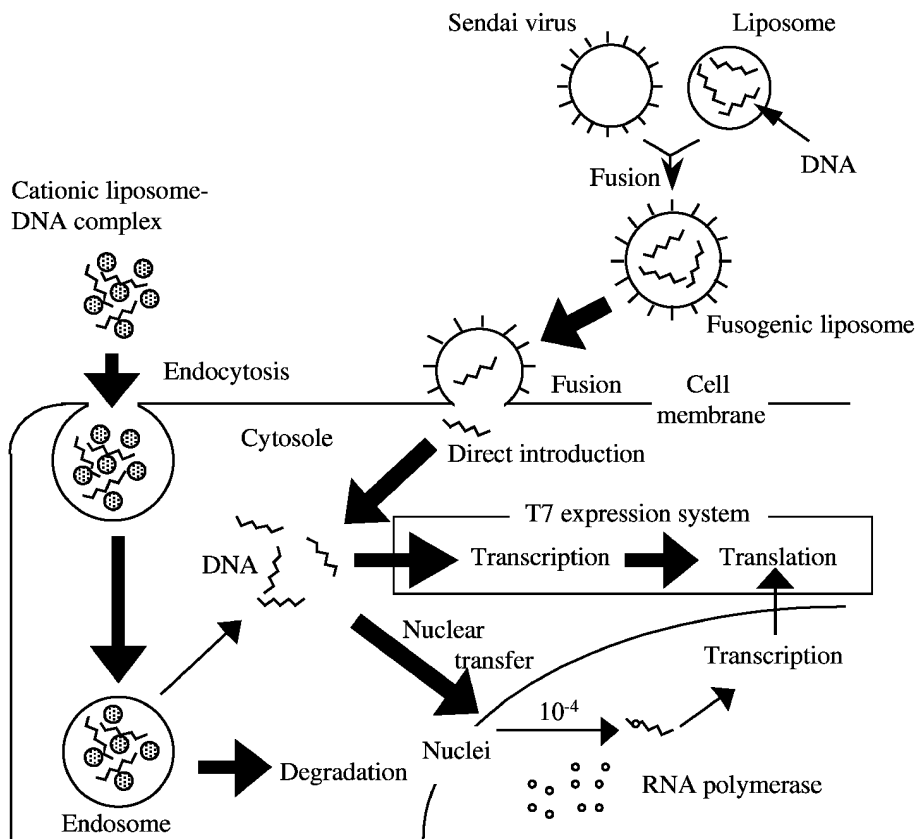 Sendai virus
Liposome
DNA
Fusion
Cationic liposome-
DNA complex
Fusogenic liposome
Endocytosis
Fusion
Cell
membrane
Cytosole
Direct introduction
T7 expression system
DNA
Transcription
Translation
Nuclear
transfer
Transcription
10-4
Nuclei
Degradation
RNA polymerase
Endosome